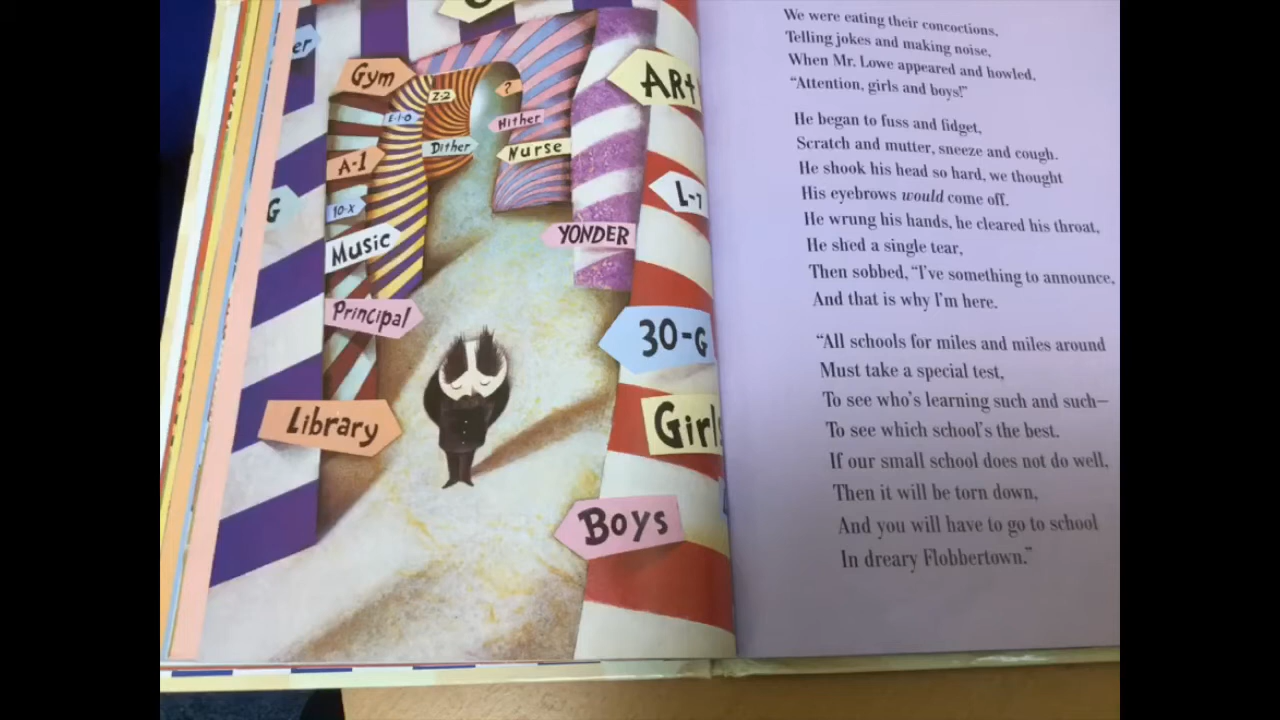 er
Gym
Z-2
?
ARt
E-1-0
Hither
Dither
Nurse
A-1
L-7
G
10-X
Music
YONDER
Principal
30-G
Library
Girls
Boys
We were eating their concoctions,
Telling jokes and making noise,
When Mr. Lowe appeared and howled,
“Attention, girls and boys!”
He began to fuss and fidget,
Scratch and mutter, sneeze and cough.
He shook his head so hard, we thought
His eyebrows would come off.
He wrung his hands, he cleared his throat,
He shed a single tear,
Then sobbed, “I've something to announce,
And that is why I'm here.
“All schools for miles and miles around
Must take a special test,
To see who's learning such and such—
To see which school's the best.
If our small school does not do well,
Then it will be torn down,
And you will have to go to school
In dreary Flobbertown.”